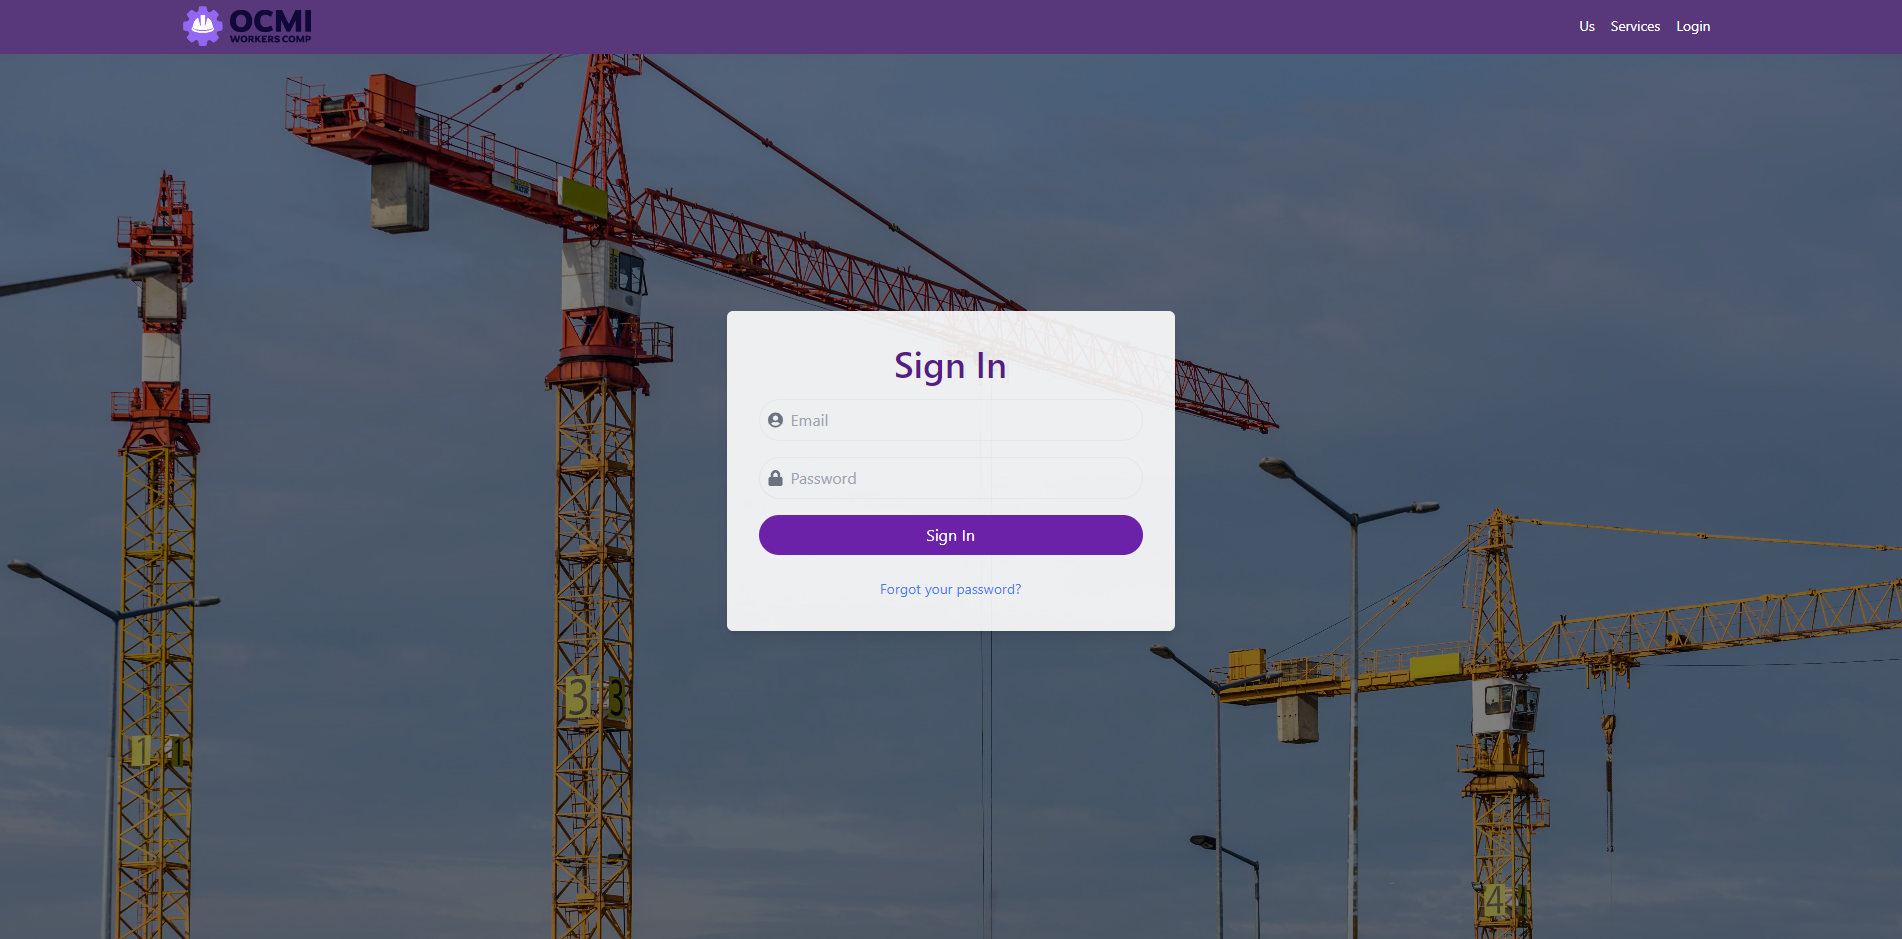 OCMI
WORKERS COMP
Us Services Login
Sign In
Email
Password
Sign In
Forgot your password?
3 3
1 1
4 4